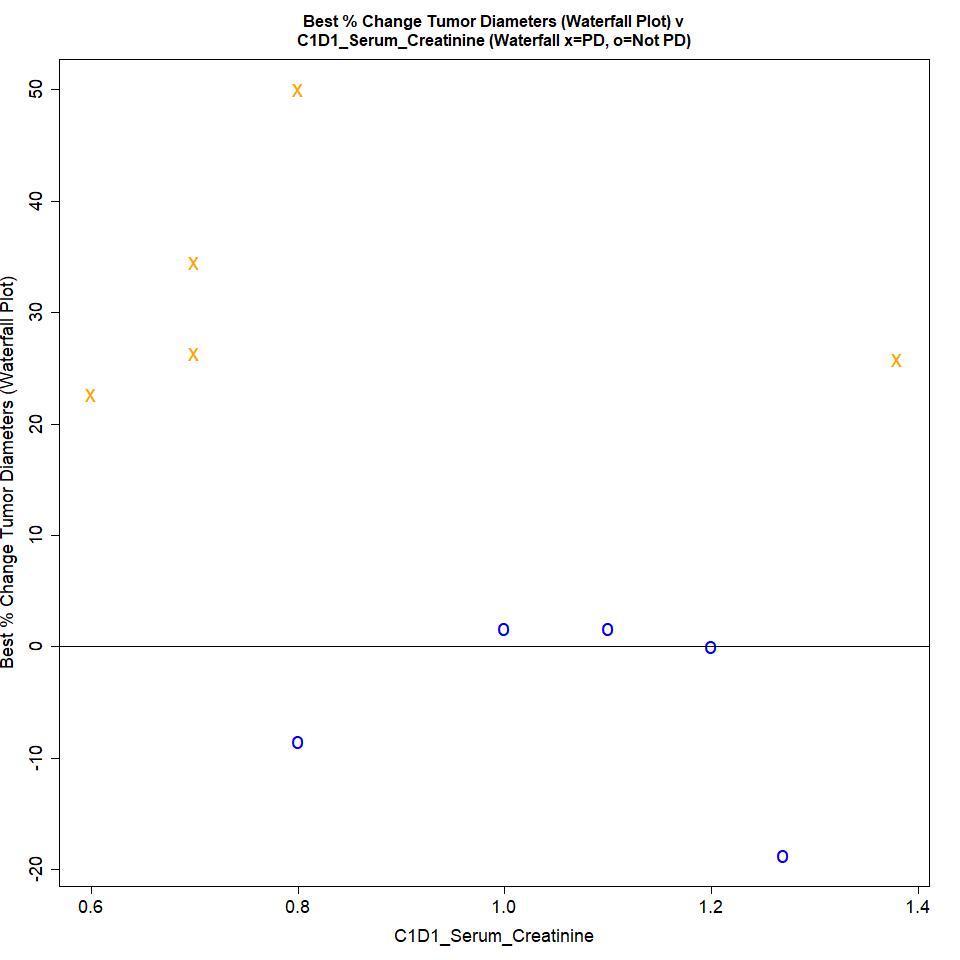 Best % Change Tumor Diameters (Waterfall Plot) v
C1D1_Serum_Creatinine (Waterfall x=PD, o=Not PD)
Best % Change Tumor Diameters (Waterfall Plot)
50
40
30
20
10
0
-10
-20
x
x
x
x
x
o
o
o
o
o
0.6 0.8 1.0 1.2 1.4
C1D1_Serum_Creatinine